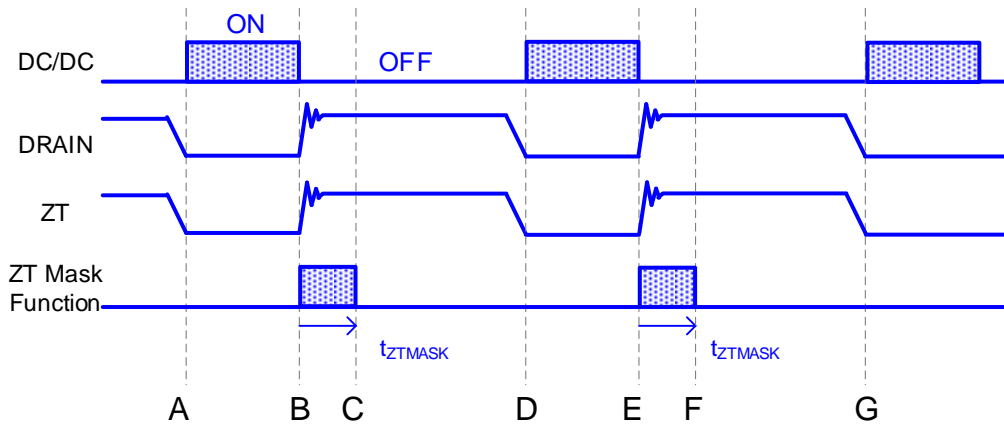 ON
DC/DC
OFF
DRAIN
ZT
ZT Mask
Function
tZTMASK
tZTMASK
A
B
C
D
E
F
G